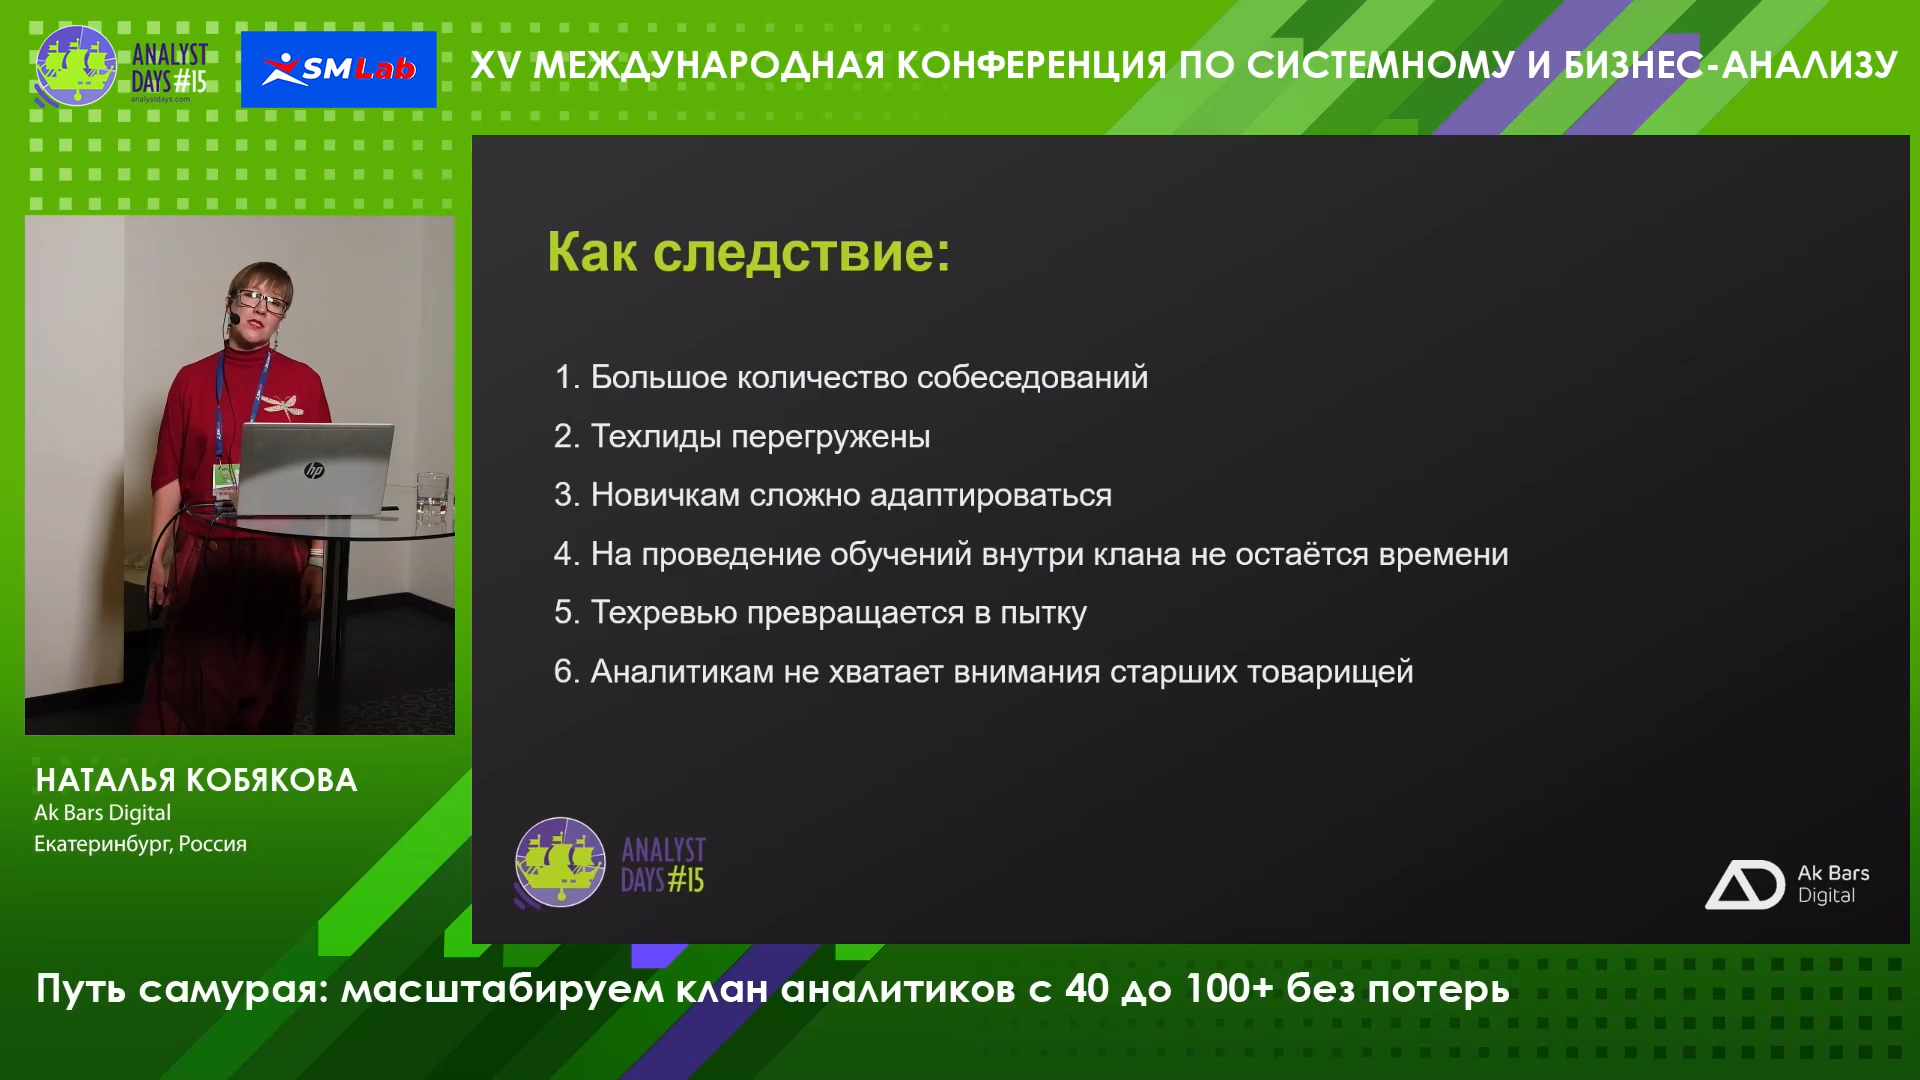 ANALYST
DAYS #15
analystdays.com
SMLab
XV МЕЖДУНАРОДНАЯ КОНФЕРЕНЦИЯ ПО СИСТЕМНОМУ И БИЗНЕС-АНАЛИЗУ
Как следствие:
1. Большое количество собеседований
2. Техлиды перегружены
3. Новичкам сложно адаптироваться
4. На проведение обучений внутри клана не остаётся времени
5. Техревью превращается в пытку
6. Аналитикам не хватает внимания старших товарищей
hp
НАТАЛЬЯ КОБЯКОВА
Ak Bars Digital
Екатеринбург, Россия
ANALYST
DAYS #15
Ak Bars
Digital
Путь самурая: масштабируем клан аналитиков с 40 до 100+ без потерь